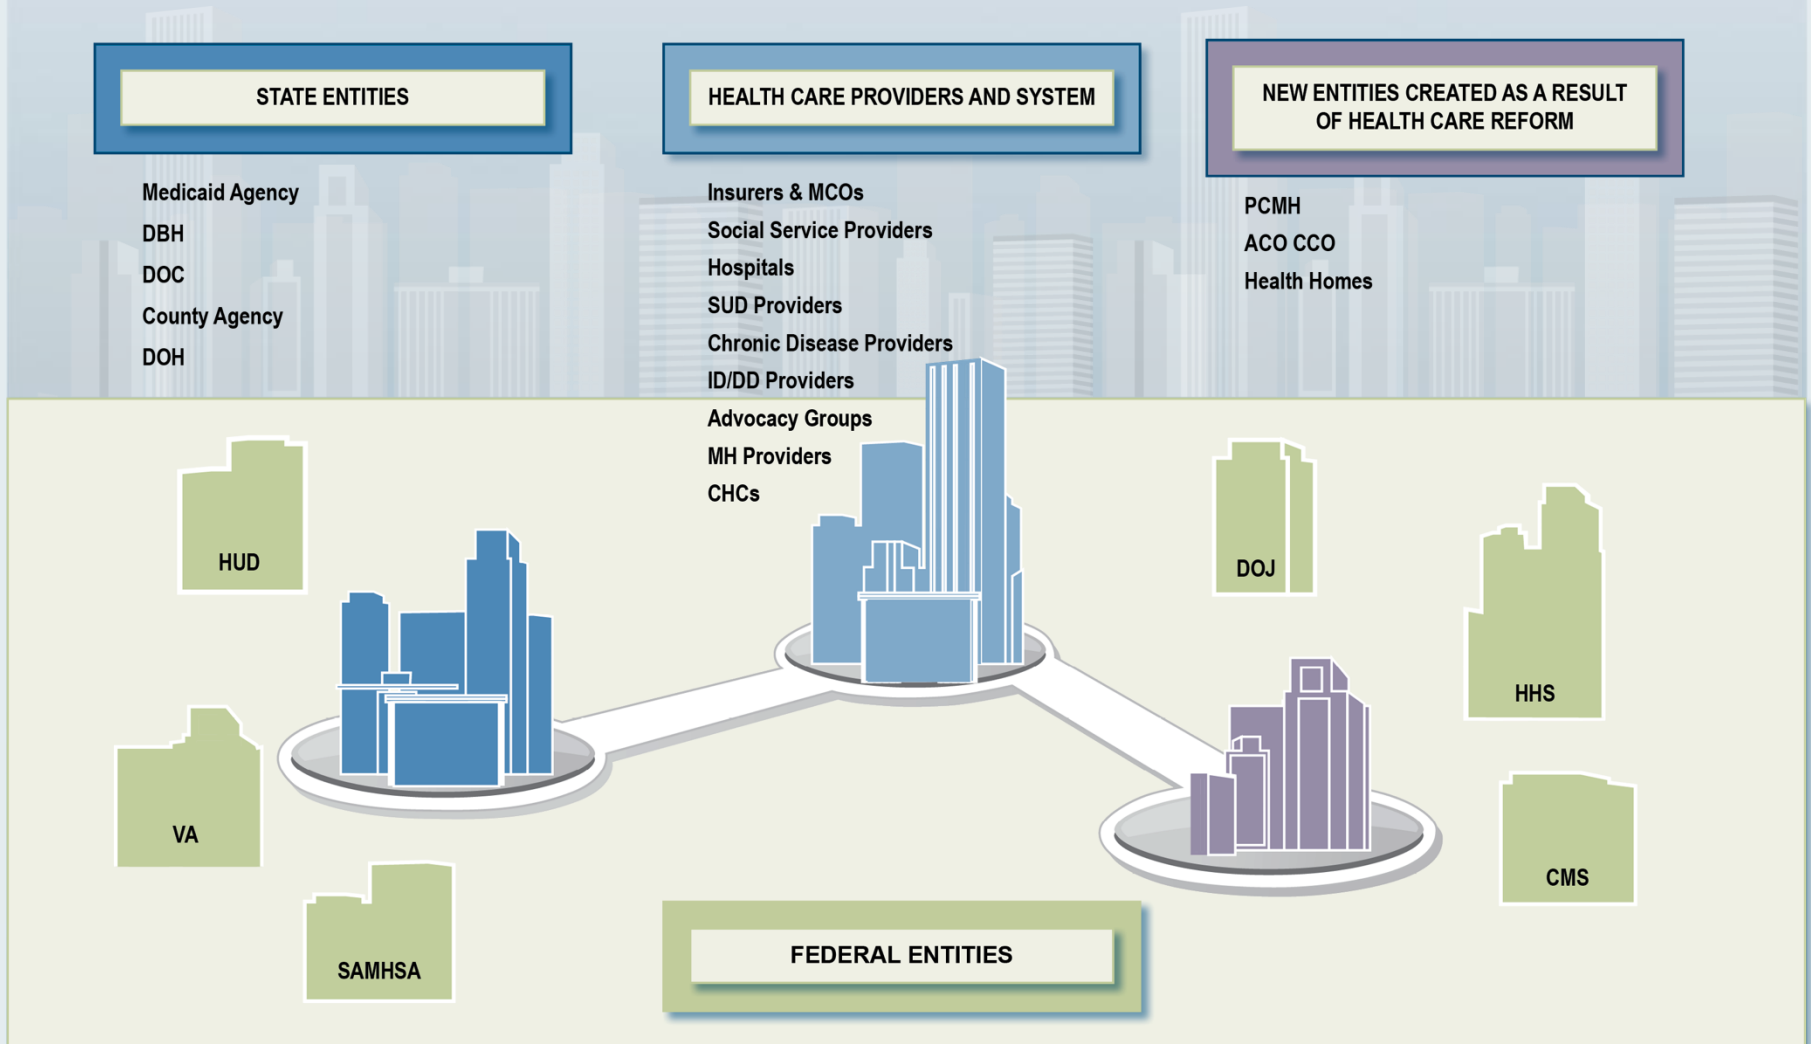 STATE ENTITIES
Medicaid Agency
DBH
DOC
County Agency
DOH
HEALTH CARE PROVIDERS AND SYSTEM
Insurers & MCOs
Social Service Providers
Hospitals
SUD Providers
Chronic Disease Providers
ID/DD Providers
Advocacy Groups
MH Providers
CHCs
NEW ENTITIES CREATED AS A RESULT
OF HEALTH CARE REFORM
PCMH
ACO CCO
Health Homes
HUD
VA
SAMHSA
DOJ
HHS
CMS
FEDERAL ENTITIES